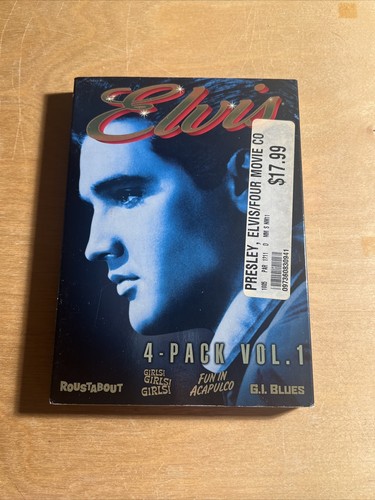 Elvis
PRESLEY, ELVIS/FOUR MOVIE CO
$17.99
097360830941
4-PACK VOL. 1
ROUSTABOUT
GIRLS!
GIRLS!
GIRLS!
FUN IN
ACAPULCO
G.I. BLUES